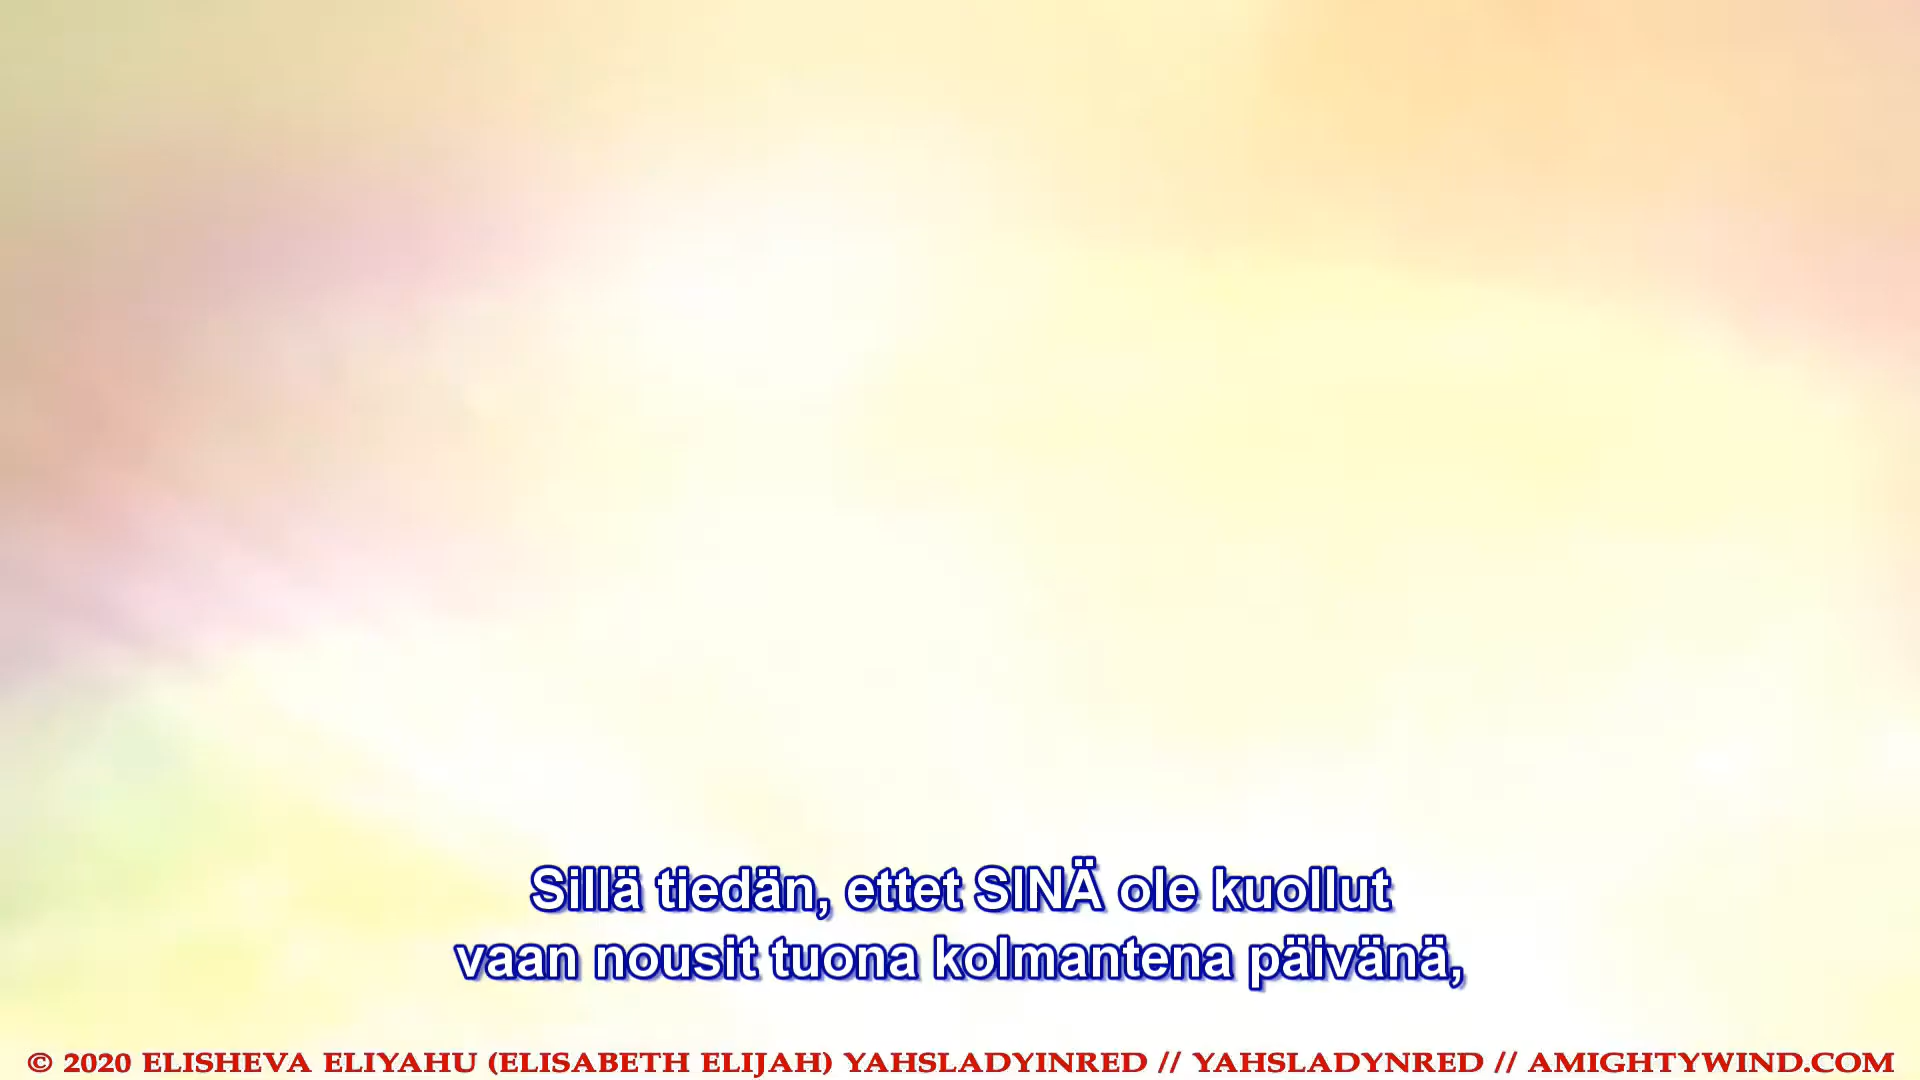 Sillä tiedän, ettet SINÄ ole kuollut
vaan nousit tuona kolmantena päivänä,
© 2020 ELISHEVA ELIYAHU (ELISABETH ELIJAH) YAHSLADYINRED // YAHSLADYNRED // AMIGHTYWIND.COM